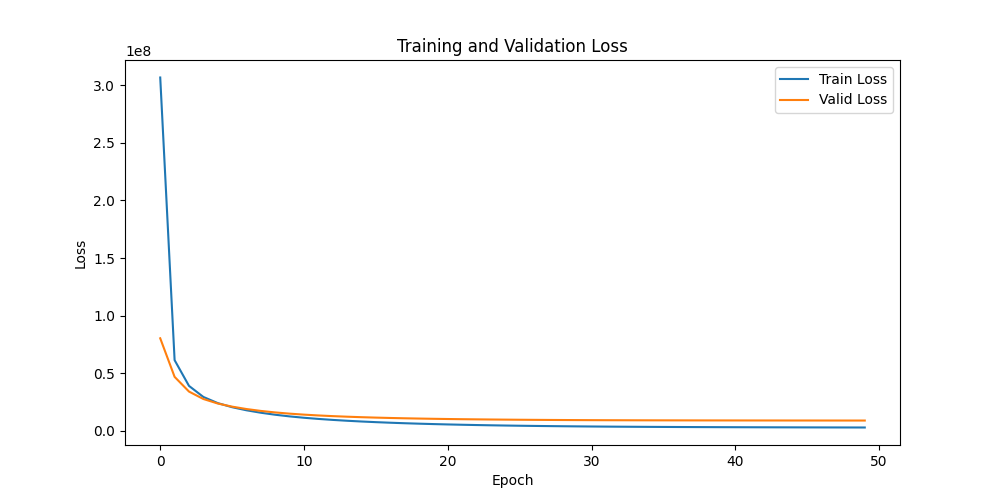 Training and Validation Loss
1e8
Train Loss
Valid Loss
3.0
2.5
2.0
1.5
1.0
0.5
0.0
Loss
0 10 20 30 40 50
Epoch